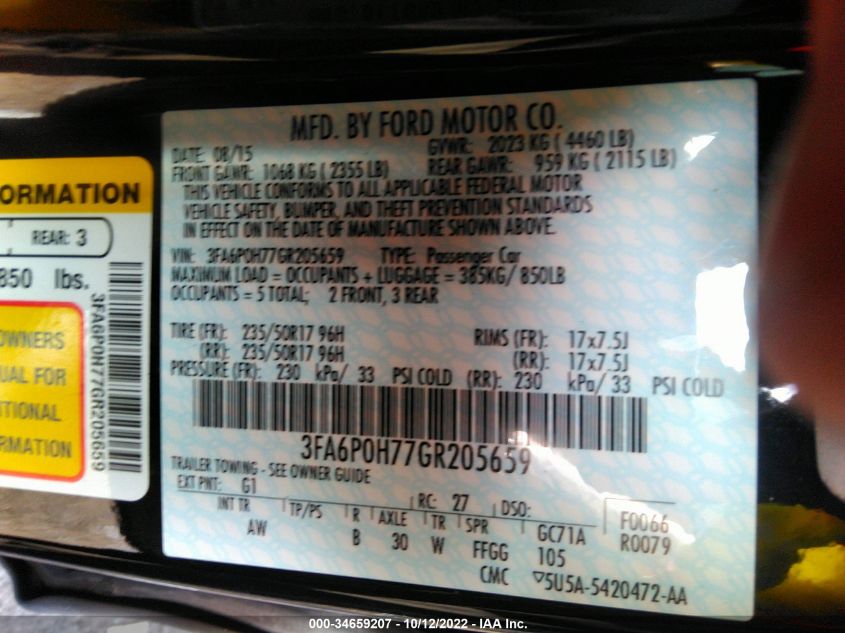 ORMATION
REAR: 3
850 lbs.
OWNERS
UAL FOR
ITIONAL
RMATION
3FA6P0H77GR205659
MFD. BY FORD MOTOR CO.
DATE: 08/15 GVWR: 2023 KG ( 4460 LB)
FRONT GAWR: 1068 KG ( 2355 LB) REAR GAWR: 959 KG ( 2115 LB)
THIS VEHICLE CONFORMS TO ALL APPLICABLE FEDERAL MOTOR
VEHICLE SAFETY, BUMPER, AND THEFT PREVENTION STANDARDS
IN EFFECT ON THE DATE OF MANUFACTURE SHOWN ABOVE.
VIN: 3FA6P0H77GR205659 TYPE: Passenger Car
MAXIMUM LOAD = OCCUPANTS + LUGGAGE = 385KG/ 850LB
OCCUPANTS = 5 TOTAL; 2 FRONT, 3 REAR
TIRE (FR): 235/50R17 96H RIMS (FR): 17x7.5J
(RR): 235/50R17 96H (RR): 17x7.5J
PRESSURE (FR): 230 kPa/ 33 PSI COLD (RR): 230 kPa/ 33 PSI COLD
3FA6P0H77GR205659
TRAILER TOWING - SEE OWNER GUIDE
EXT PNT: G1 RC: 27 DSO: F0066
INT TR TP/PS R AXLE TR SPR GC71A R0079
AW B 30 W FFGG 105
CMC ▽5U5A-5420472-AA
000-34659207 - 10/12/2022 - IAA Inc.